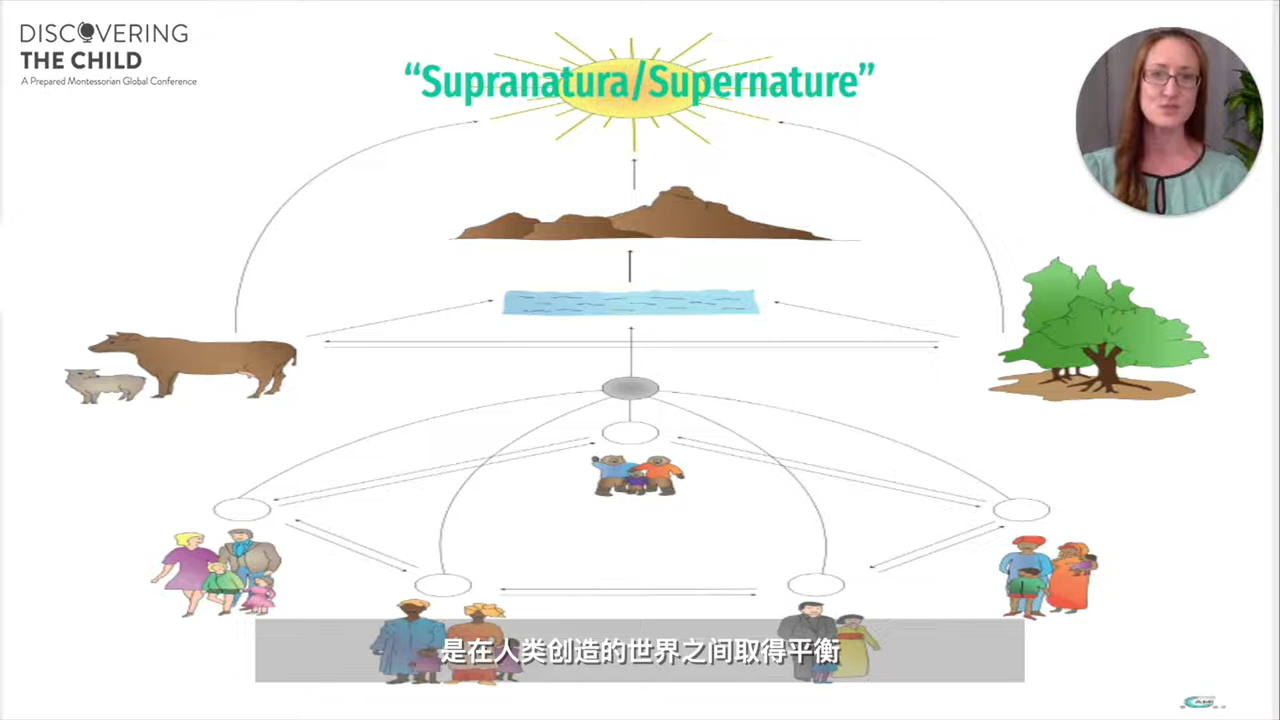 DISCOVERING
THE CHILD
A Prepared Montessorian Global Conference
“Supranatura/Supernature”
是在人类创造的世界之间取得平衡
AMI